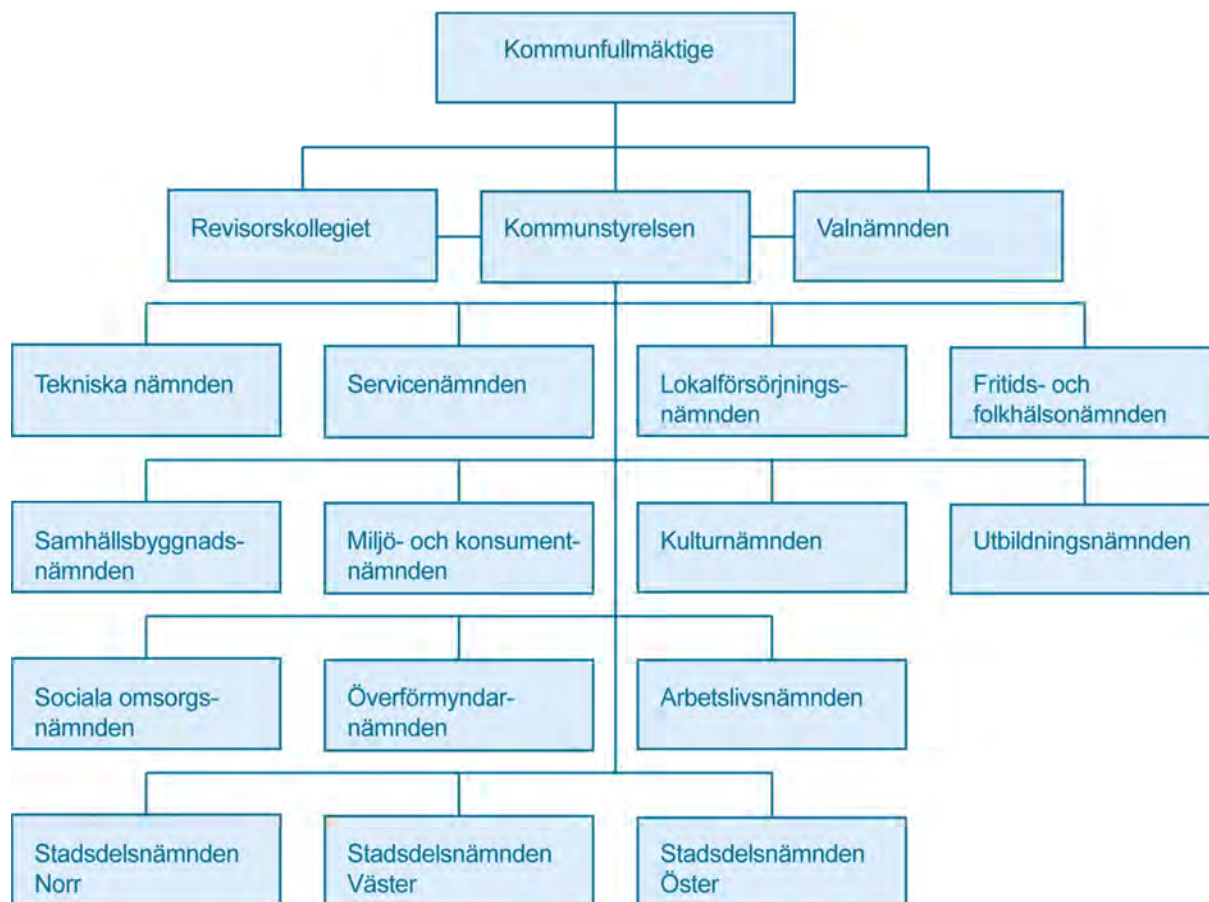 Kommunfullmäktige
Revisorskollegiet
Kommunstyrelsen
Valnämnden
Tekniska nämnden
Servicenämnden
Lokalförsörjnings-
nämnden
Fritids- och
folkhälsonämnden
Samhällsbyggnads-
nämnden
Miljö- och konsument-
nämnden
Kulturnämnden
Utbildningsnämnden
Sociala omsorgs-
nämnden
Överförmyndar-
nämnden
Arbetslivsnämnden
Stadsdelsnämnden
Norr
Stadsdelsnämnden
Väster
Stadsdelsnämnden
Öster